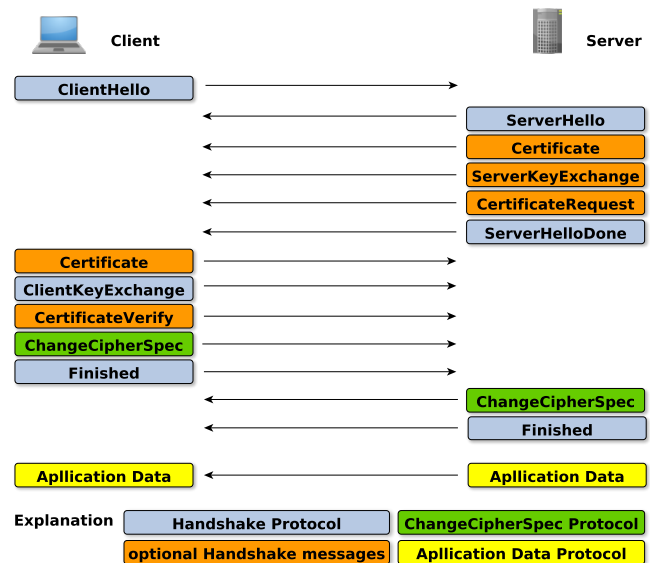 Client
Server
ClientHello
ServerHello
Certificate
ServerKeyExchange
CertificateRequest
ServerHelloDone
Certificate
ClientKeyExchange
CertificateVerify
ChangeCipherSpec
Finished
ChangeCipherSpec
Finished
Apllication Data
Apllication Data
Explanation
Handshake Protocol
ChangeCipherSpec Protocol
optional Handshake messages
Apllication Data Protocol